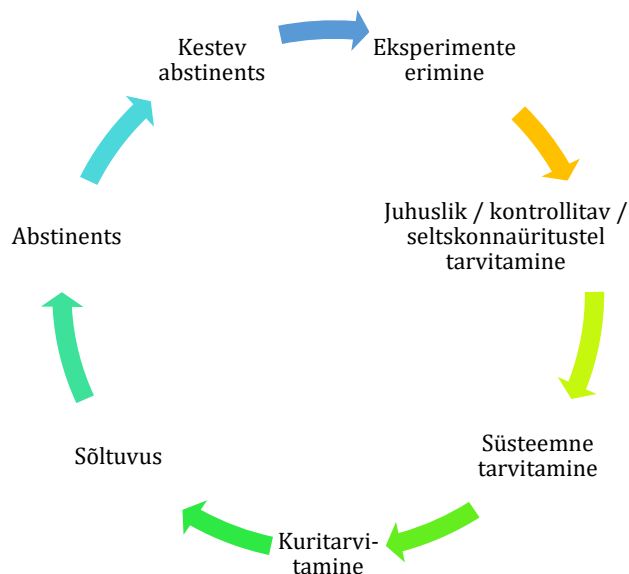 Kestev
abstinents
Eksperimente
erimine
Juhuslik / kontrollitav /
seltskonnaüritustel
tarvitamine
Süsteemne
tarvitamine
Kuritarvi-
tamine
Sõltuvus
Abstinents